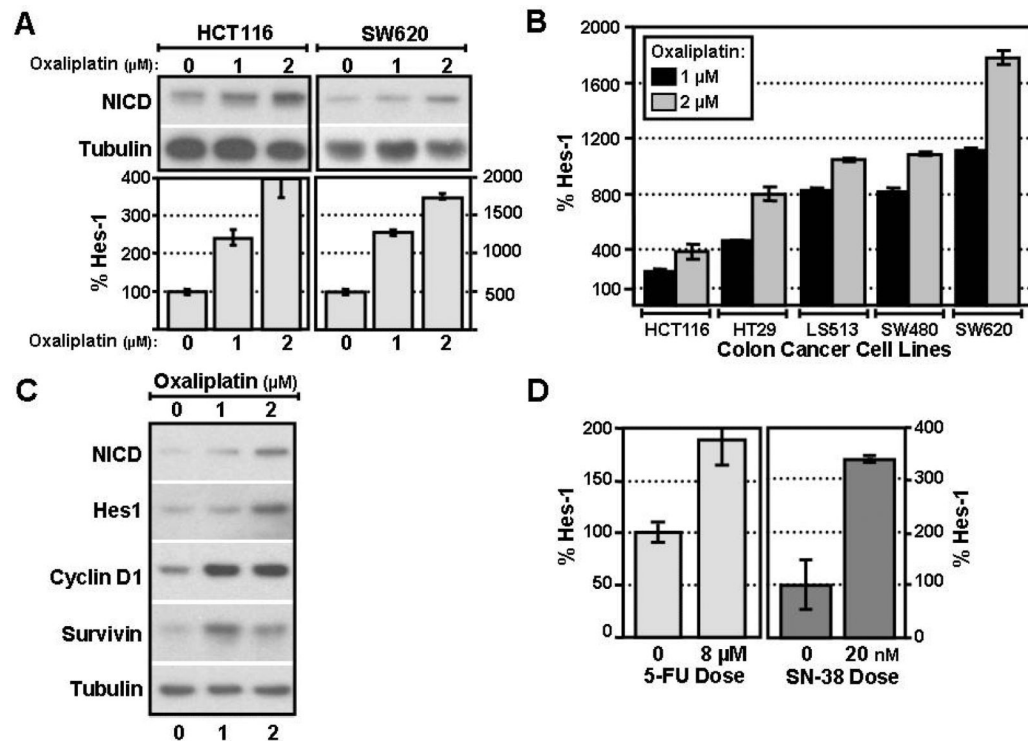 A
HCT116 SW620
Oxaliplatin (µM): 0 1 2 0 1 2
NICD
Tubulin
% Hes-1
400
300
200
100
2000
1500
1000
500
Oxaliplatin (µM): 0 1 2 0 1 2
B
% Hes-1
2000
1600
1200
800
400
100
Oxaliplatin:
1 µM
2 µM
HCT116 HT29 LS513 SW480 SW620
Colon Cancer Cell Lines
C
Oxaliplatin (µM)
0 1 2
NICD
Hes1
Cyclin D1
Survivin
Tubulin
0 1 2
D
% Hes-1
200
150
100
50
0
400
300
200
100
0
% Hes-1
0 8 µM 0 20 nM
5-FU Dose SN-38 Dose